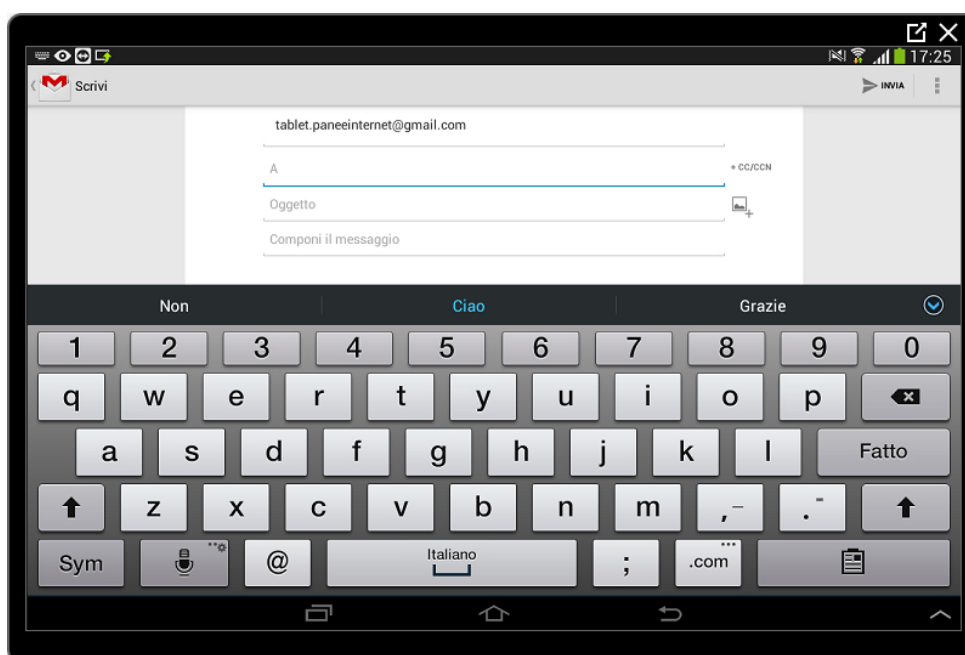 17:25
Scrivi INVIA
tablet.paneeinternet@gmail.com
A + CC/CCN
Oggetto
Componi il messaggio
Non Ciao Grazie
1 2 3 4 5 6 7 8 9 0
q w e r t y u i o p
a s d f g h j k l Fatto
z x c v b n m ,– .-
Sym @ Italiano ; .com